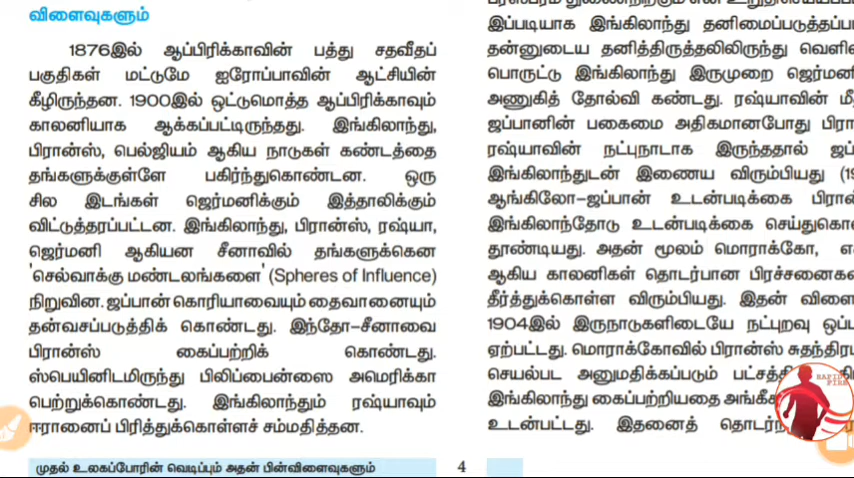 விளைவுகளும்
1876இல் ஆப்பிரிக்காவின் பத்து சதவீதப்
பகுதிகள் மட்டுமே ஐரோப்பாவின் ஆட்சியின்
கீழிருந்தன. 1900இல் ஒட்டுமொத்த ஆப்பிரிக்காவும்
காலனியாக ஆக்கப்பட்டிருந்தது. இங்கிலாந்து,
பிரான்ஸ், பெல்ஜியம் ஆகிய நாடுகள் கண்டத்தை
தங்களுக்குள்ளே பகிர்ந்துகொண்டன. ஒரு
சில இடங்கள் ஜெர்மனிக்கும் இத்தாலிக்கும்
விட்டுத்தரப்பட்டன. இங்கிலாந்து, பிரான்ஸ், ரஷ்யா,
ஜெர்மனி ஆகியன சீனாவில் தங்களுக்கென
'செல்வாக்கு மண்டலங்களை' (Spheres of Influence)
நிறுவின. ஜப்பான் கொரியாவையும் தைவானையும்
தன்வசப்படுத்திக் கொண்டது. இந்தோ-சீனாவை
பிரான்ஸ் கைப்பற்றிக் கொண்டது.
ஸ்பெயினிடமிருந்து பிலிப்பைன்ஸை அமெரிக்கா
பெற்றுக்கொண்டது. இங்கிலாந்தும் ரஷ்யாவும்
ஈரானைப் பிரித்துக்கொள்ளச் சம்மதித்தன.
இப்படியாக இங்கிலாந்து தனிமைப்படுத்தப்
தன்னுடைய தனித்திருத்தலிலிருந்து வெளி
பொருட்டு இங்கிலாந்து இருமுறை ஜெர்மனி
அணுகித் தோல்வி கண்டது. ரஷ்யாவின் மீ
ஜப்பானின் பகைமை அதிகமானபோது பிரா
ரஷ்யாவின் நட்புநாடாக இருந்ததால் ஜப்
இங்கிலாந்துடன் இணைய விரும்பியது (19
ஆங்கிலோ-ஜப்பான் உடன்படிக்கை பிரான்
இங்கிலாந்தோடு உடன்படிக்கை செய்துகொ
தூண்டியது. அதன் மூலம் மொராக்கோ, எ
ஆகிய காலனிகள் தொடர்பான பிரச்சனைக
தீர்த்துக்கொள்ள விரும்பியது. இதன் விளை
1904இல் இருநாடுகளிடையே நட்புறவு ஒப்ப
ஏற்பட்டது. மொராக்கோவில் பிரான்ஸ் சுதந்திர
செயல்பட அனுமதிக்கப்படும் பட்சத்தி
இங்கிலாந்து கைப்பற்றியதை அங்கீக
உடன்பட்டது. இதனைத் தொடர்ந்
முதல் உலகப்போரின் வெடிப்பும் அதன் பின்விளைவுகளும் 4